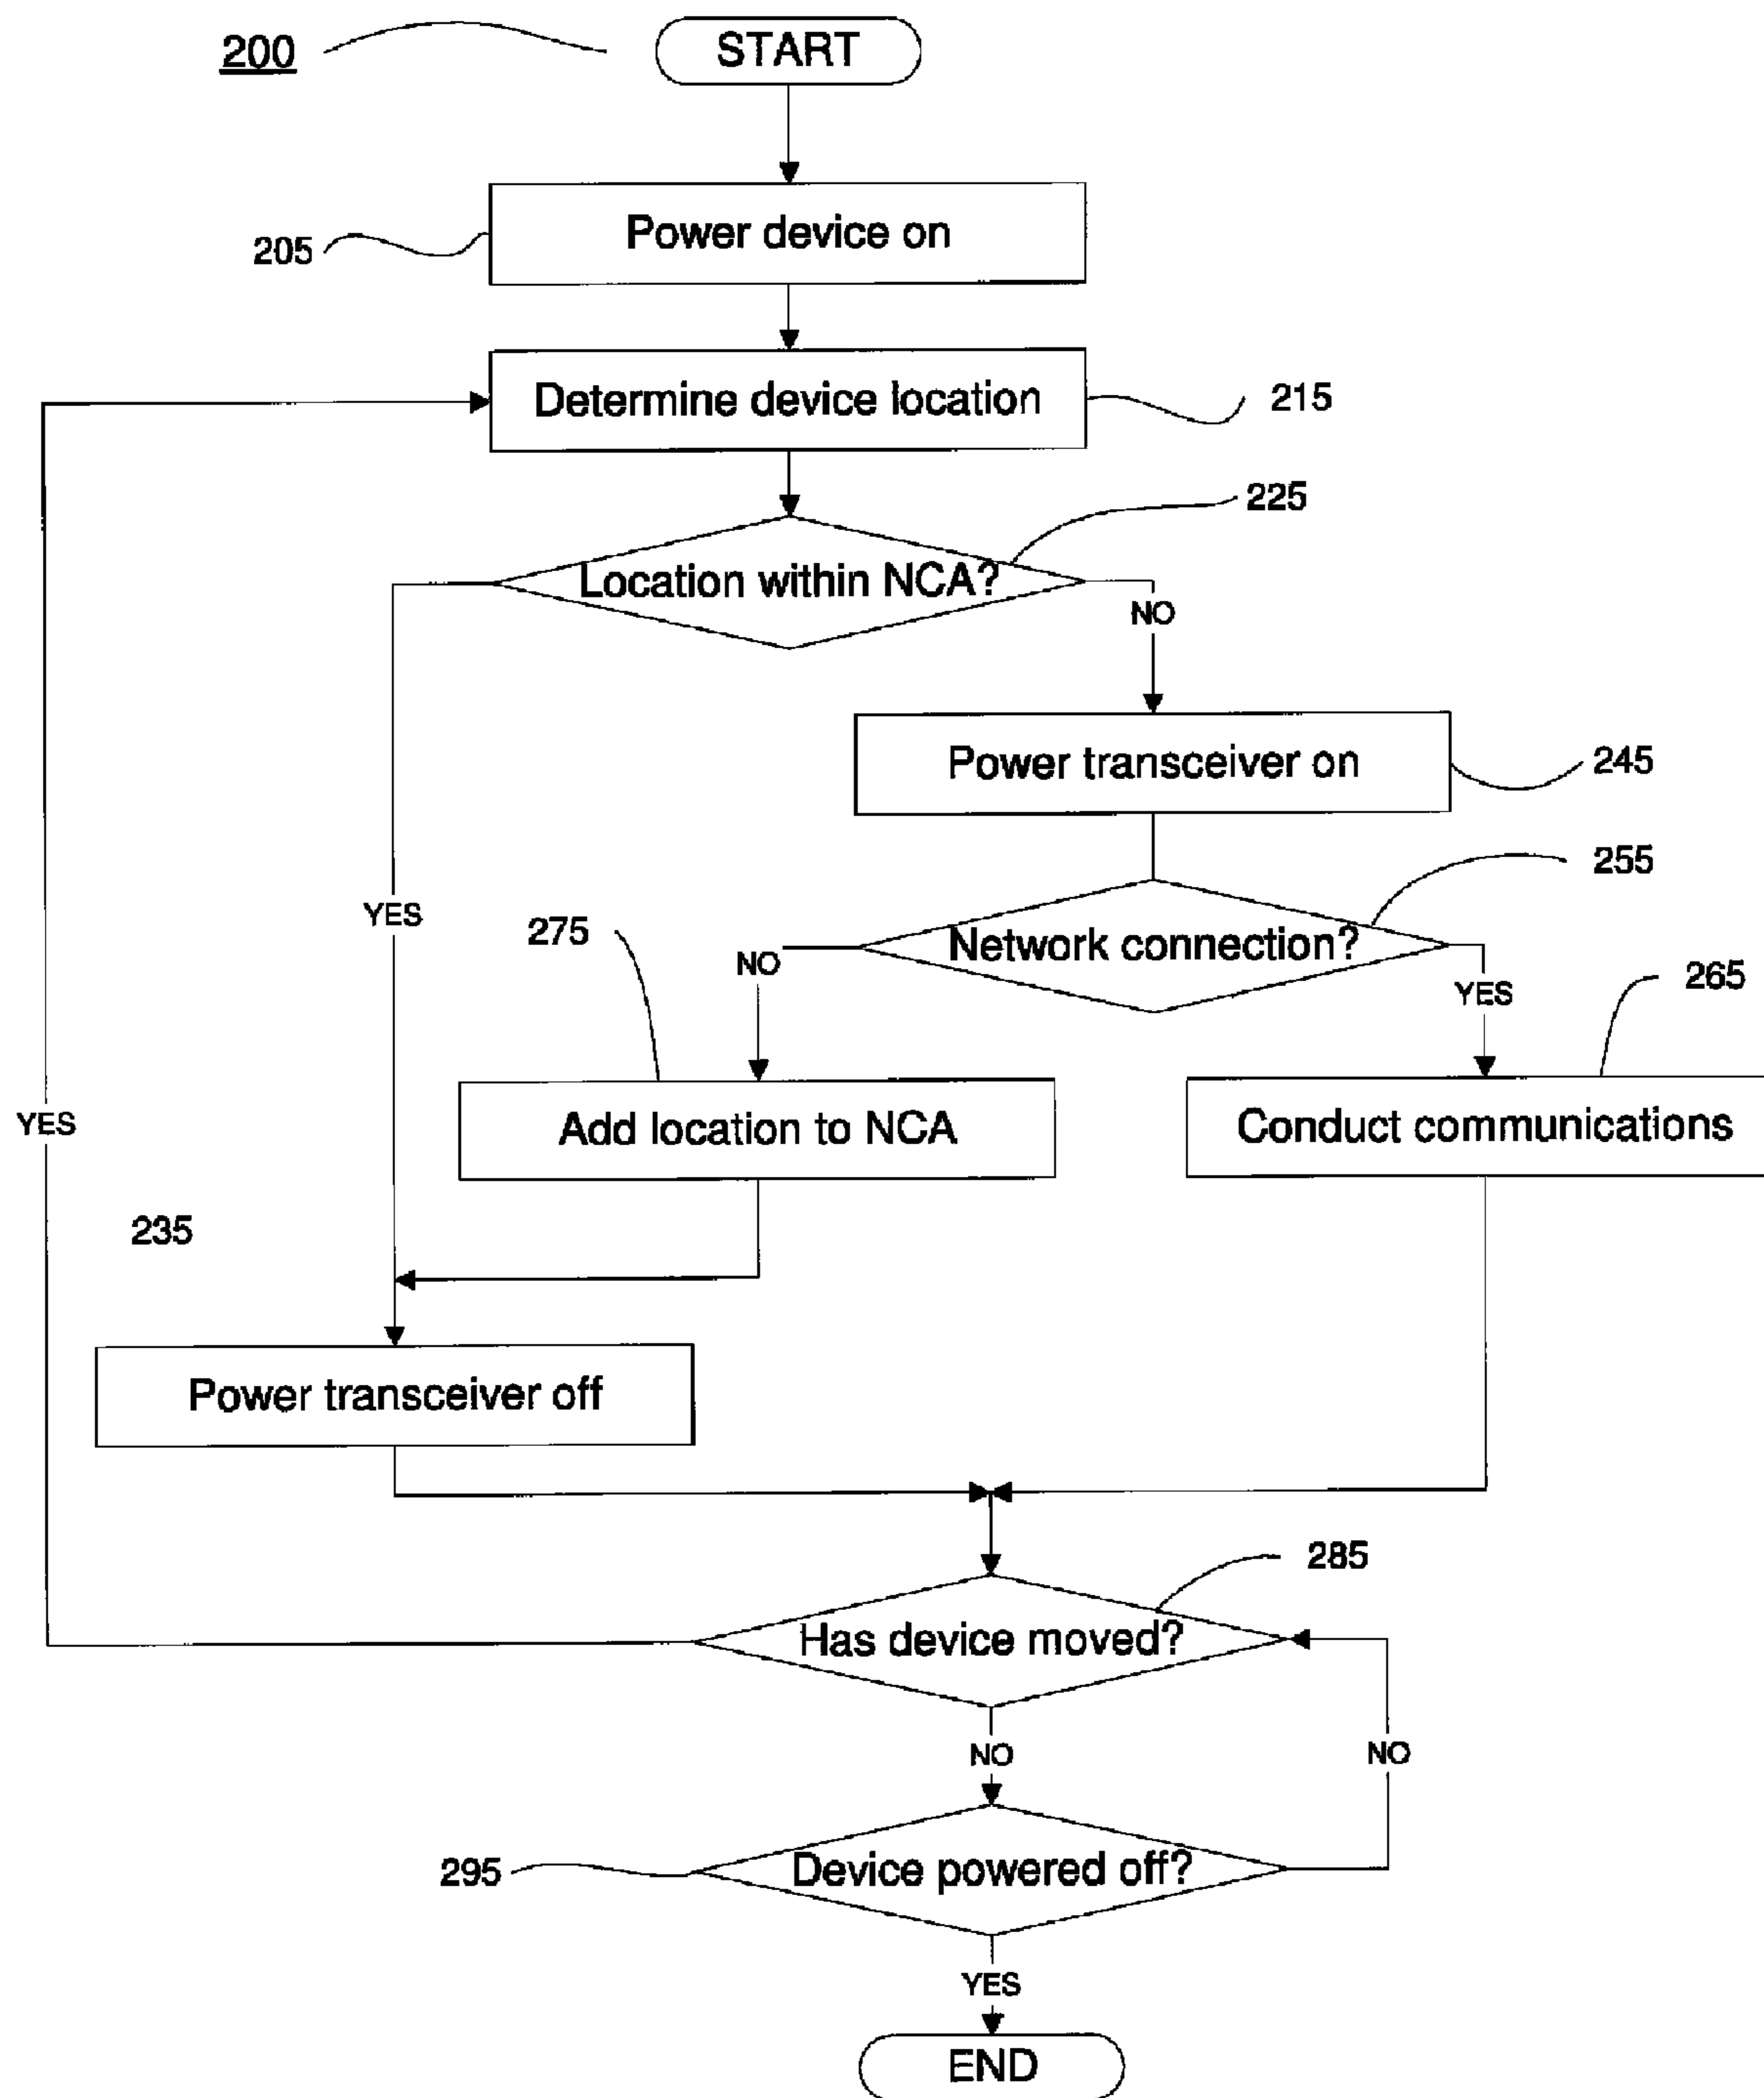 200
START
Power device on
205
Determine device location
215
225
Location within NCA?
NO
Power transceiver on
245
255
YES
275
Network connection?
NO
265
YES
YES
Add location to NCA
Conduct communications
235
Power transceiver off
285
Has device moved?
NO
NO
Device powered off?
295
YES
END